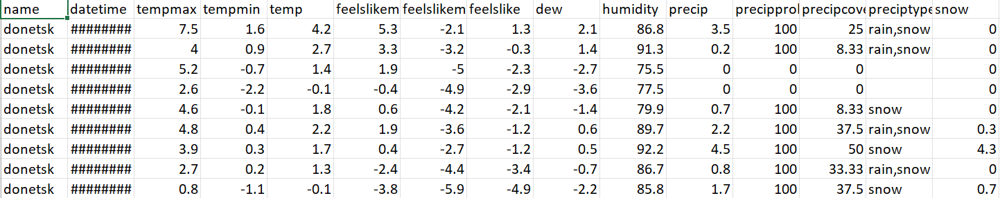 name datetime tempmax tempmin temp feelslikem feelslikem feelslike dew humidity precip precipprol precipcove preciptype snow
donetsk ######## 7.5 1.6 4.2 5.3 -2.1 1.3 2.1 86.8 3.5 100 25 rain,snow 0
donetsk ######## 4 0.9 2.7 3.3 -3.2 -0.3 1.4 91.3 0.2 100 8.33 rain,snow 0
donetsk ######## 5.2 -0.7 1.4 1.9 -5 -2.3 -2.7 75.5 0 0 0 0
donetsk ######## 2.6 -2.2 -0.1 -0.4 -4.9 -2.9 -3.6 77.5 0 0 0 0
donetsk ######## 4.6 -0.1 1.8 0.6 -4.2 -2.1 -1.4 79.9 0.7 100 8.33 snow 0
donetsk ######## 4.8 0.4 2.2 1.9 -3.6 -1.2 0.6 89.7 2.2 100 37.5 rain,snow 0.3
donetsk ######## 3.9 0.3 1.7 0.4 -2.7 -1.2 0.5 92.2 4.5 100 50 snow 4.3
donetsk ######## 2.7 0.2 1.3 -2.4 -4.4 -3.4 -0.7 86.7 0.8 100 33.33 rain,snow 0
donetsk ######## 0.8 -1.1 -0.1 -3.8 -5.9 -4.9 -2.2 85.8 1.7 100 37.5 snow 0.7